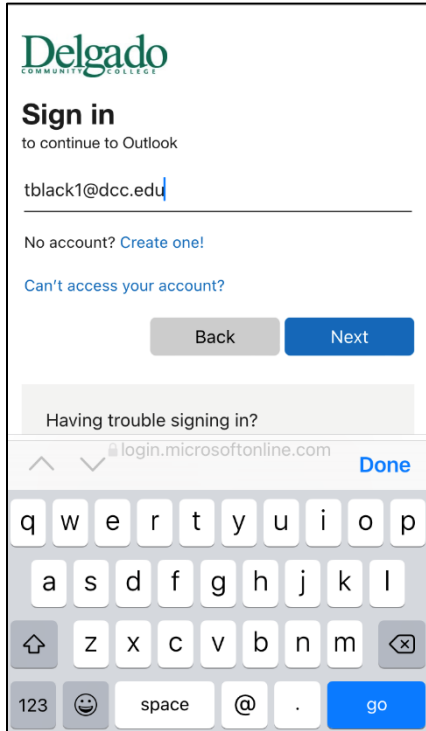 Delgado
COMMUNITY COLLEGE
Sign in
to continue to Outlook
tblack1@dcc.edu
No account? Create one!
Can't access your account?
Back Next
Having trouble signing in?
login.microsoftonline.com
Done
q w e r t y u i o p
a s d f g h j k l
z x c v b n m
123 space @ . go